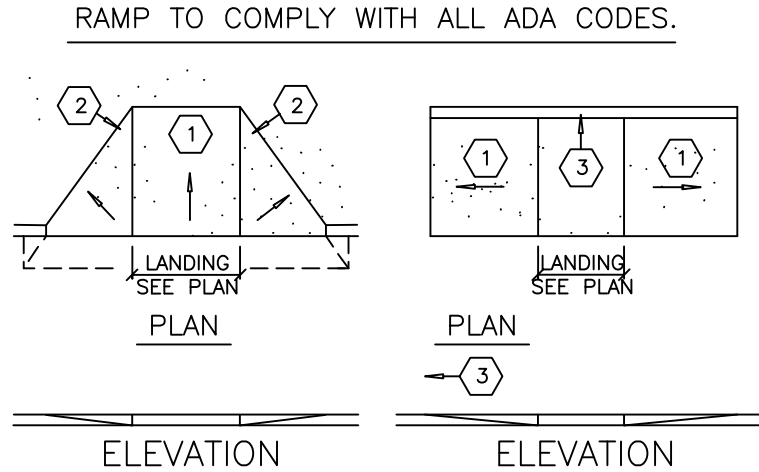 RAMP TO COMPLY WITH ALL ADA CODES.
2
2
1
LANDING
SEE PLAN
PLAN
1
3
1
LANDING
SEE PLAN
PLAN
3
ELEVATION
ELEVATION